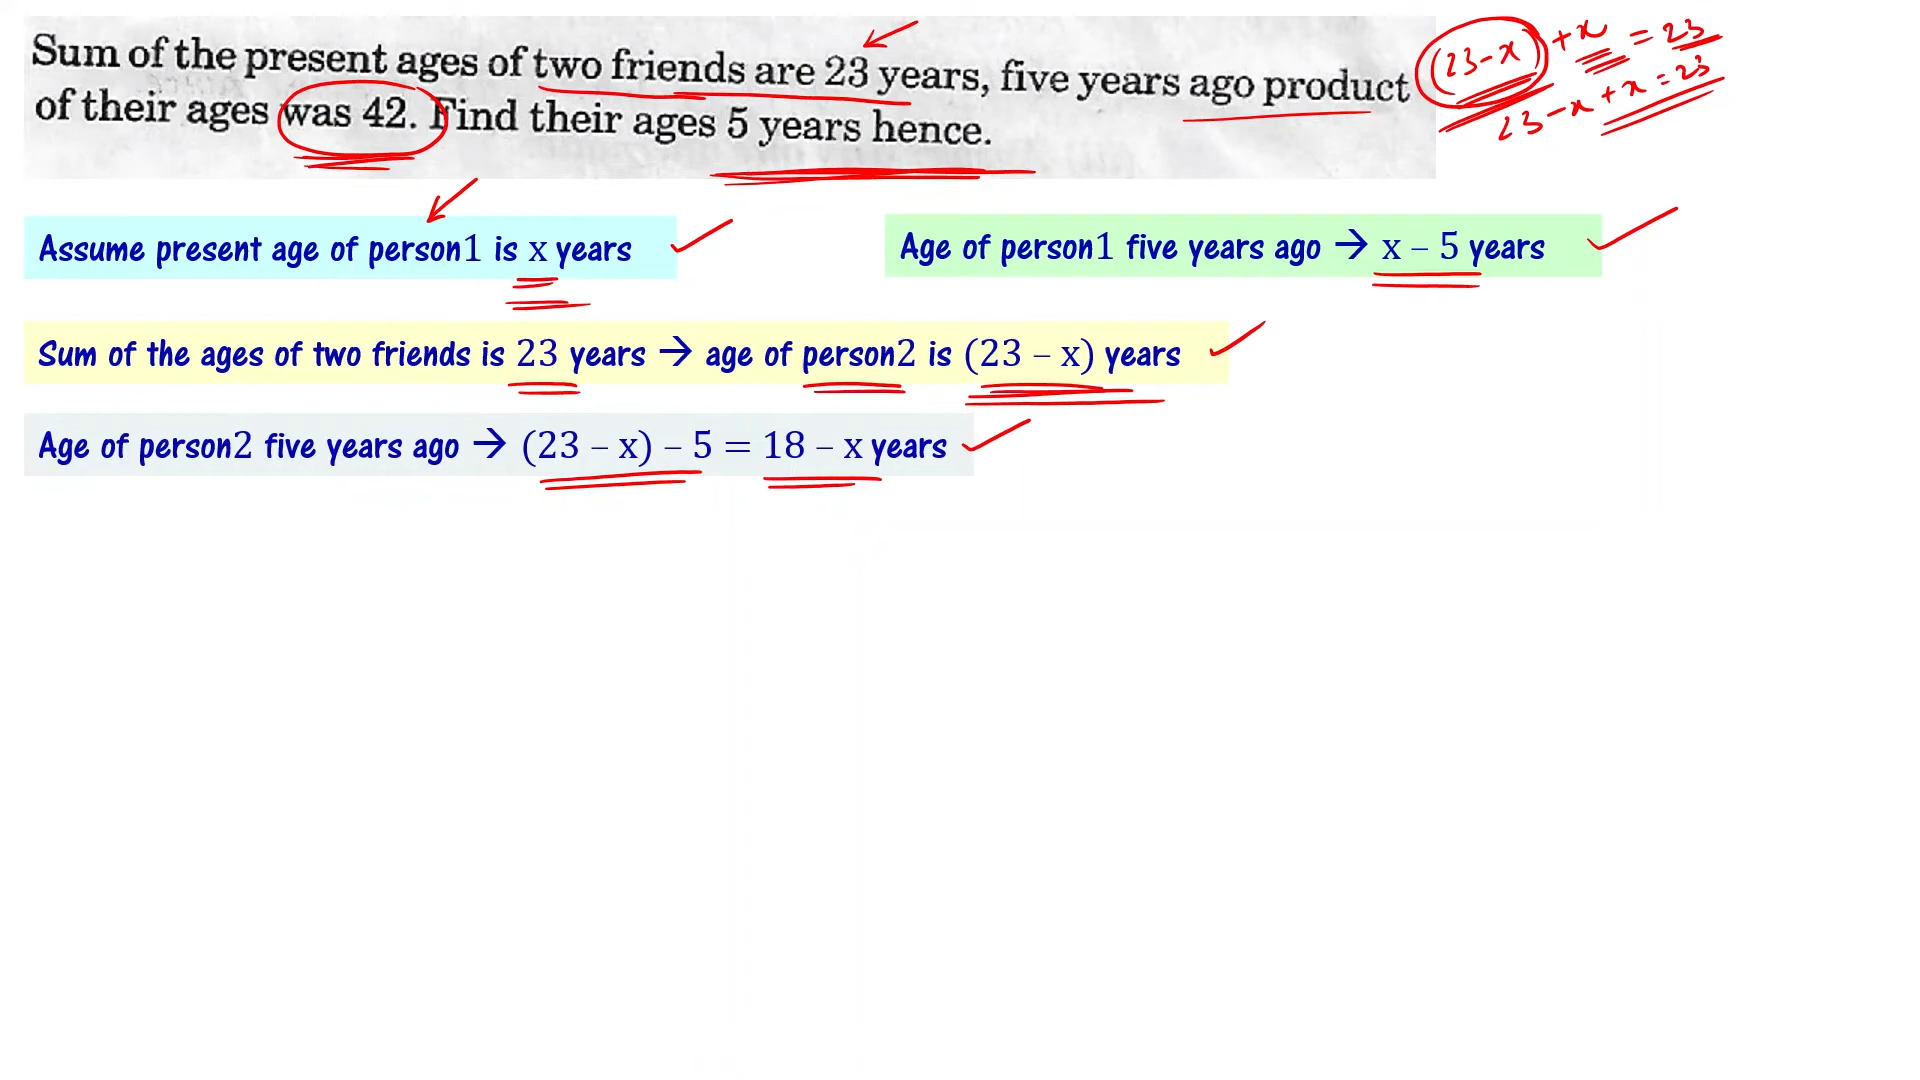 Sum of the present ages of two friends are 23 years, five years ago product
of their ages was 42. Find their ages 5 years hence.
(23-x) + x = 23
23-x+x=23
Assume present age of person1 is x years
Age of person1 five years ago → x – 5 years
Sum of the ages of two friends is 23 years → age of person2 is (23 – x) years
Age of person2 five years ago → (23 – x) – 5 = 18 – x years